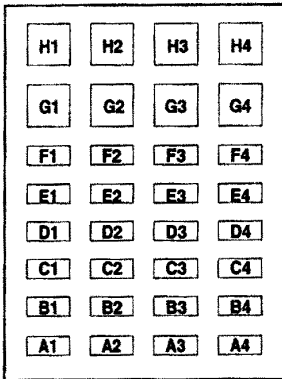 H1 H2 H3 H4
G1 G2 G3 G4
F1 F2 F3 F4
E1 E2 E3 E4
D1 D2 D3 D4
C1 C2 C3 C4
B1 B2 B3 B4
A1 A2 A3 A4